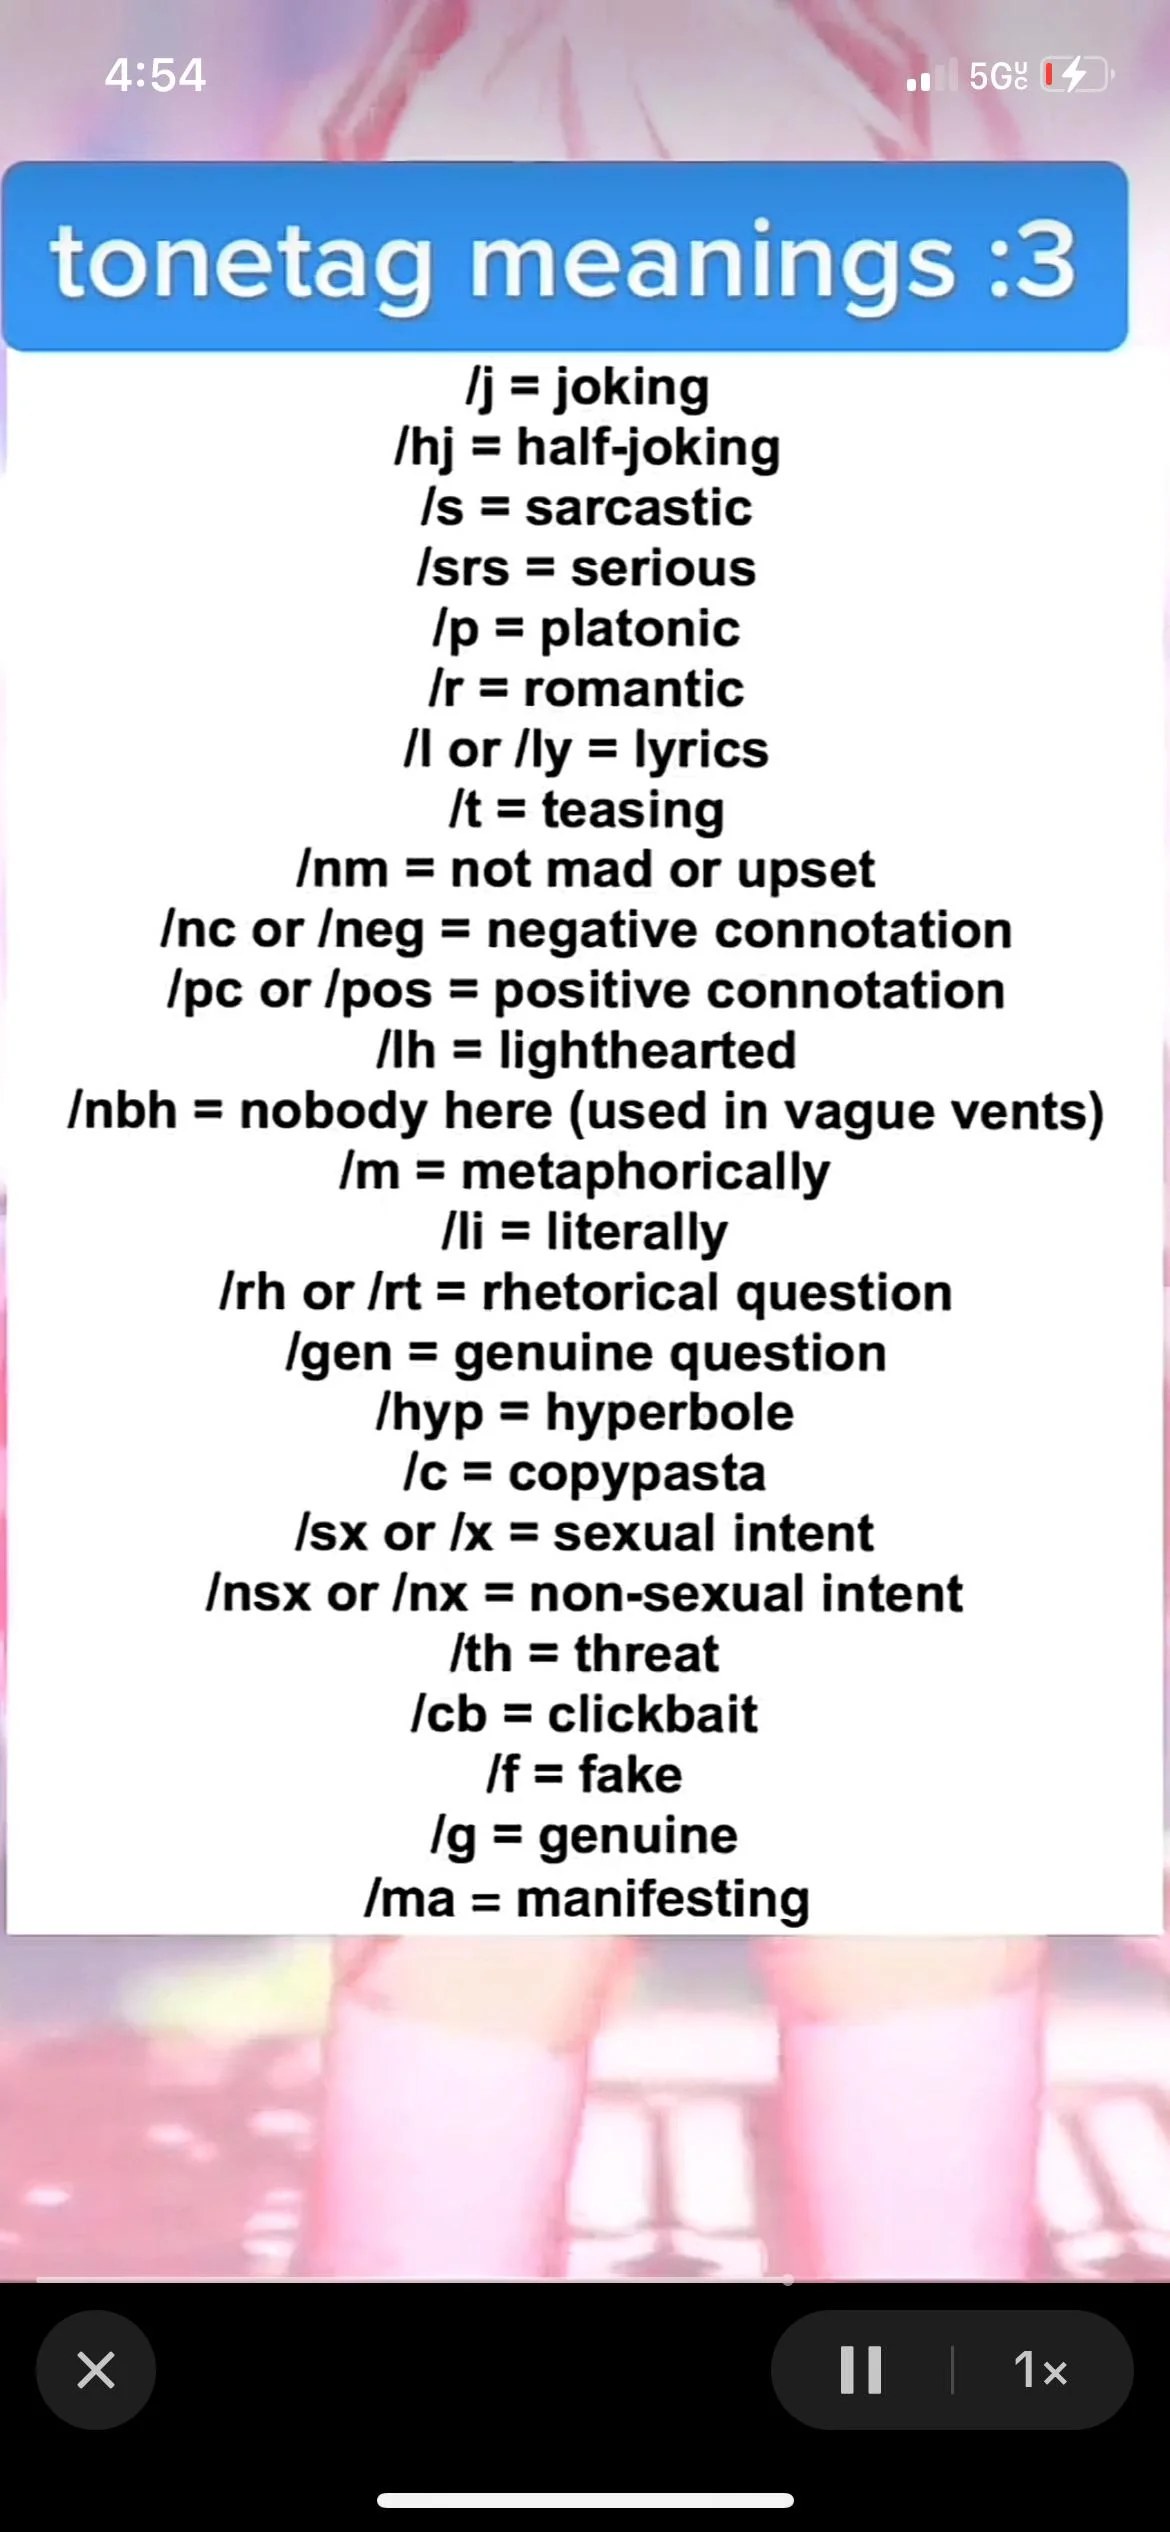 4:54
5GUC
tonetag meanings :3
/j = joking
/hj = half-joking
/s = sarcastic
/srs = serious
/p = platonic
/r = romantic
/l or /ly = lyrics
/t = teasing
/nm = not mad or upset
/nc or /neg = negative connotation
/pc or /pos = positive connotation
/lh = lighthearted
/nbh = nobody here (used in vague vents)
/m = metaphorically
/li = literally
/rh or /rt = rhetorical question
/gen = genuine question
/hyp = hyperbole
/c = copypasta
/sx or /x = sexual intent
/nsx or /nx = non-sexual intent
/th = threat
/cb = clickbait
/f = fake
/g = genuine
/ma = manifesting
1×